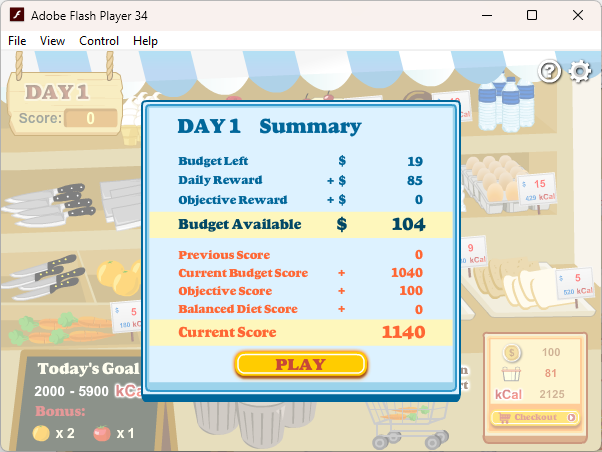 Adobe Flash Player 34
File View Control Help
DAY 1
Score: 0
DAY 1 Summary
Budget Left $ 19
Daily Reward + $ 85
Objective Reward + $ 0
Budget Available $ 104
Previous Score 0
Current Budget Score + 1040
Objective Score + 100
Balanced Diet Score + 0
Current Score 1140
PLAY
$ 15
429 kCal
9
kCal
$ 5
520 kCal
$ 5
Today's Goal
2000 - 5900 kCa
Bonus:
x 2 x 1
100
81
kCal 2125
Checkout